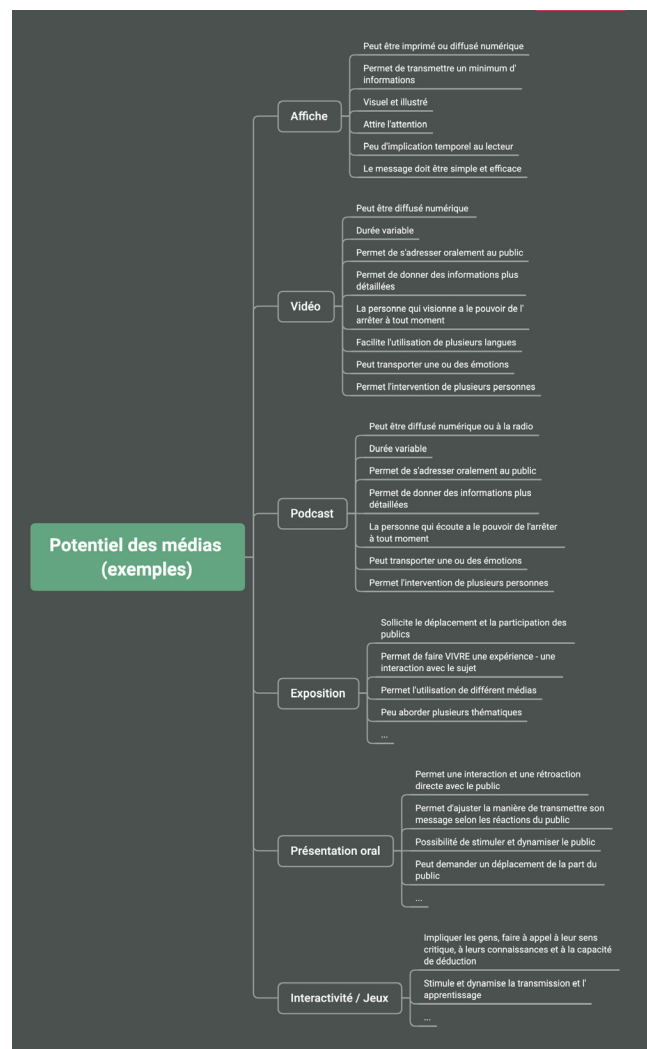 Potentiel des médias
(exemples)
Affiche
Peut être imprimé ou diffusé numérique
Permet de transmettre un minimum d'
informations
Visuel et illustré
Attire l'attention
Peu d'implication temporel au lecteur
Le message doit être simple et efficace
Vidéo
Peut être diffusé numérique
Durée variable
Permet de s'adresser oralement au public
Permet de donner des informations plus
détaillées
La personne qui visionne a le pouvoir de l'
arrêter à tout moment
Facilite l'utilisation de plusieurs langues
Peut transporter une ou des émotions
Permet l'intervention de plusieurs personnes
Podcast
Peut être diffusé numérique ou à la radio
Durée variable
Permet de s'adresser oralement au public
Permet de donner des informations plus
détaillées
La personne qui écoute a le pouvoir de l'arrêter
à tout moment
Peut transporter une ou des émotions
Permet l'intervention de plusieurs personnes
Exposition
Sollicite le déplacement et la participation des
publics
Permet de faire VIVRE une expérience - une
interaction avec le sujet
Permet l'utilisation de différent médias
Peu aborder plusieurs thématiques
...
Présentation oral
Permet une interaction et une rétroaction
directe avec le public
Permet d'ajuster la manière de transmettre son
message selon les réactions du public
Possibilité de stimuler et dynamiser le public
Peut demander un déplacement de la part du
public
...
Interactivité / Jeux
Impliquer les gens, faire à appel à leur sens
critique, à leurs connaissances et à la capacité
de déduction
Stimule et dynamise la transmission et l'
apprentissage
...